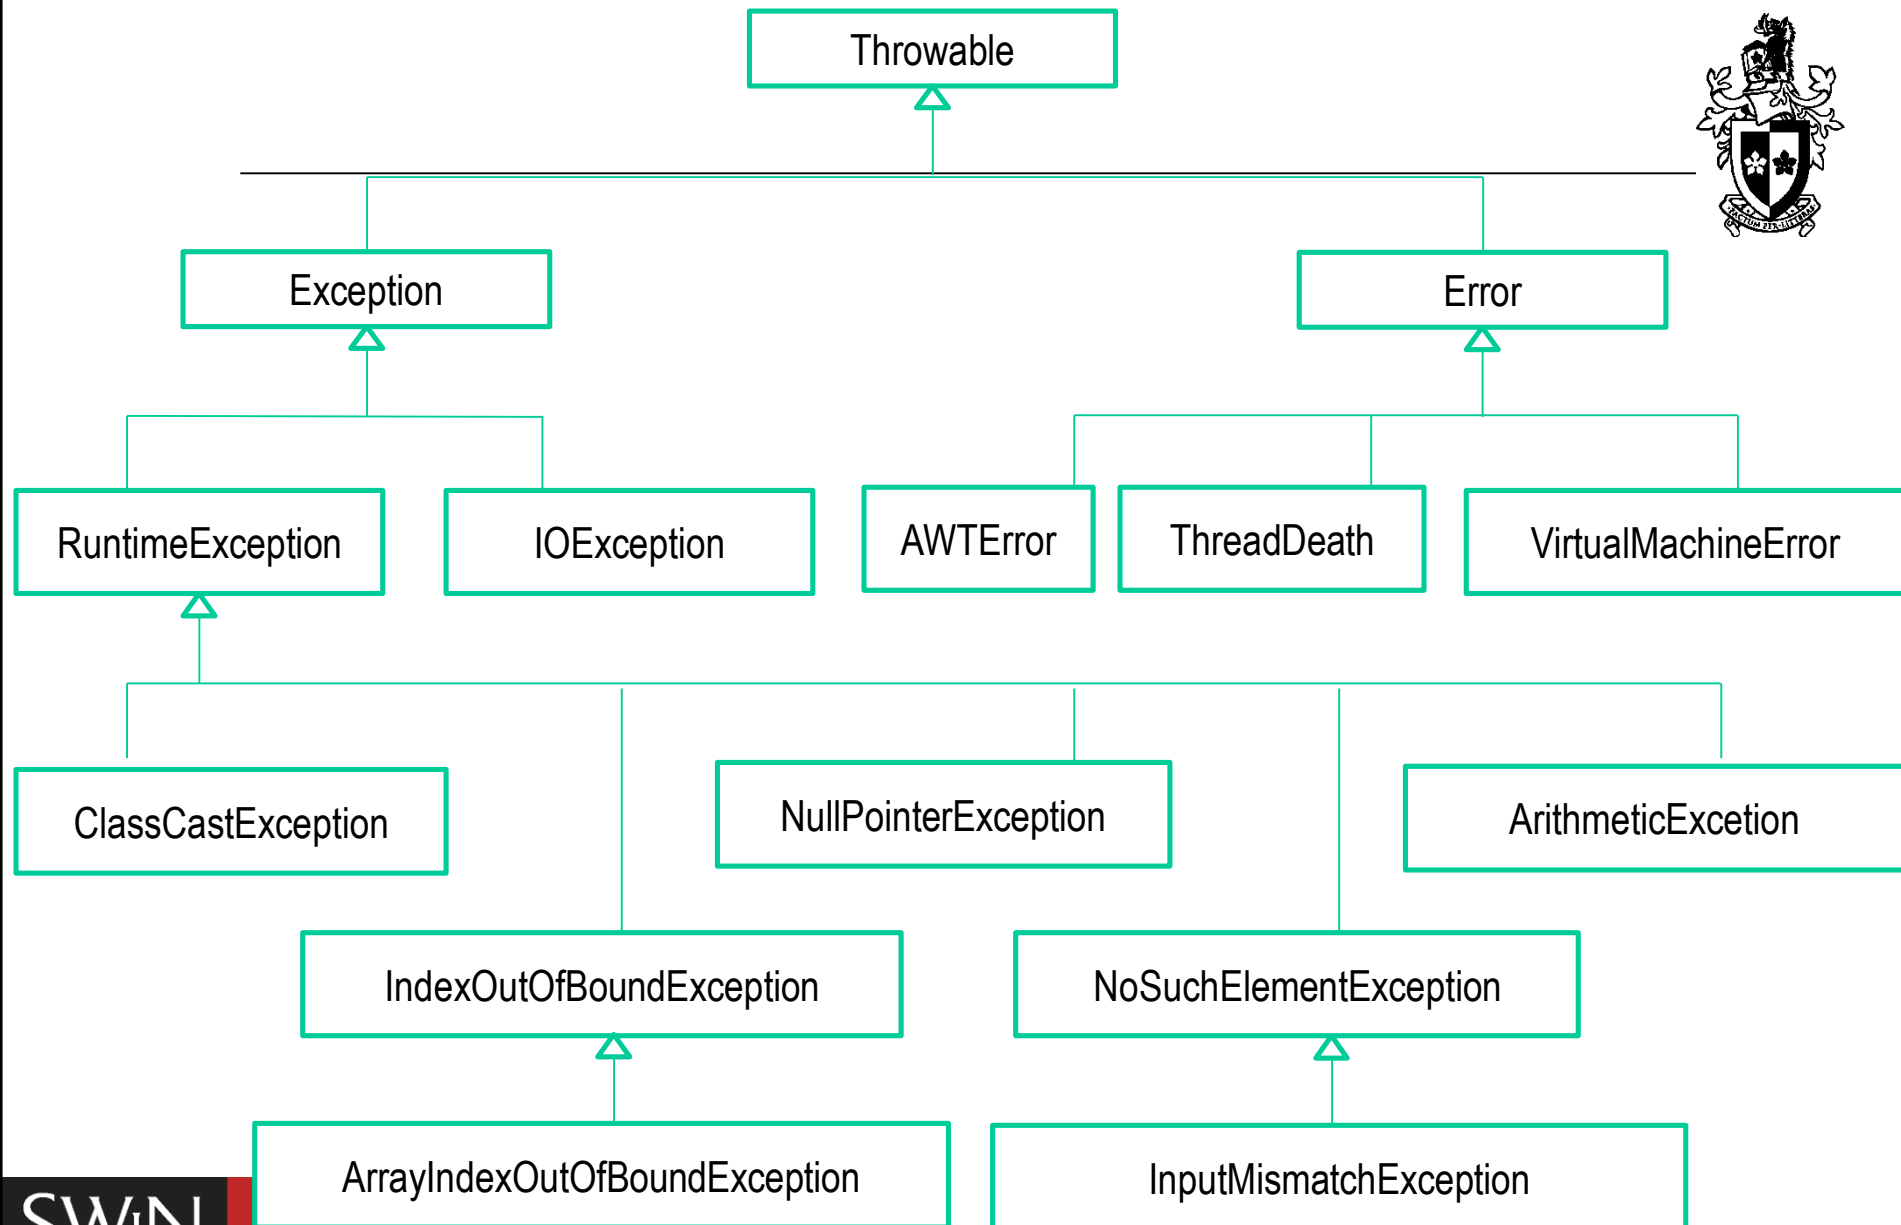 Throwable
Exception
Error
RuntimeException
IOException
AWTError
ThreadDeath
VirtualMachineError
ClassCastException
NullPointerException
ArithmeticExcetion
IndexOutOfBoundException
NoSuchElementException
ArrayIndexOutOfBoundException
InputMismatchException